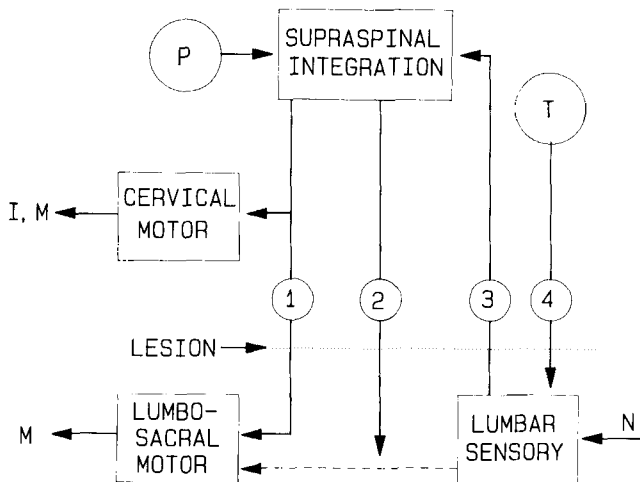 SUPRASPINAL
INTEGRATION
P
T
CERVICAL
MOTOR
I, M
1
2
3
4
LESION
LUMBO-
SACRAL
MOTOR
M
LUMBAR
SENSORY
N